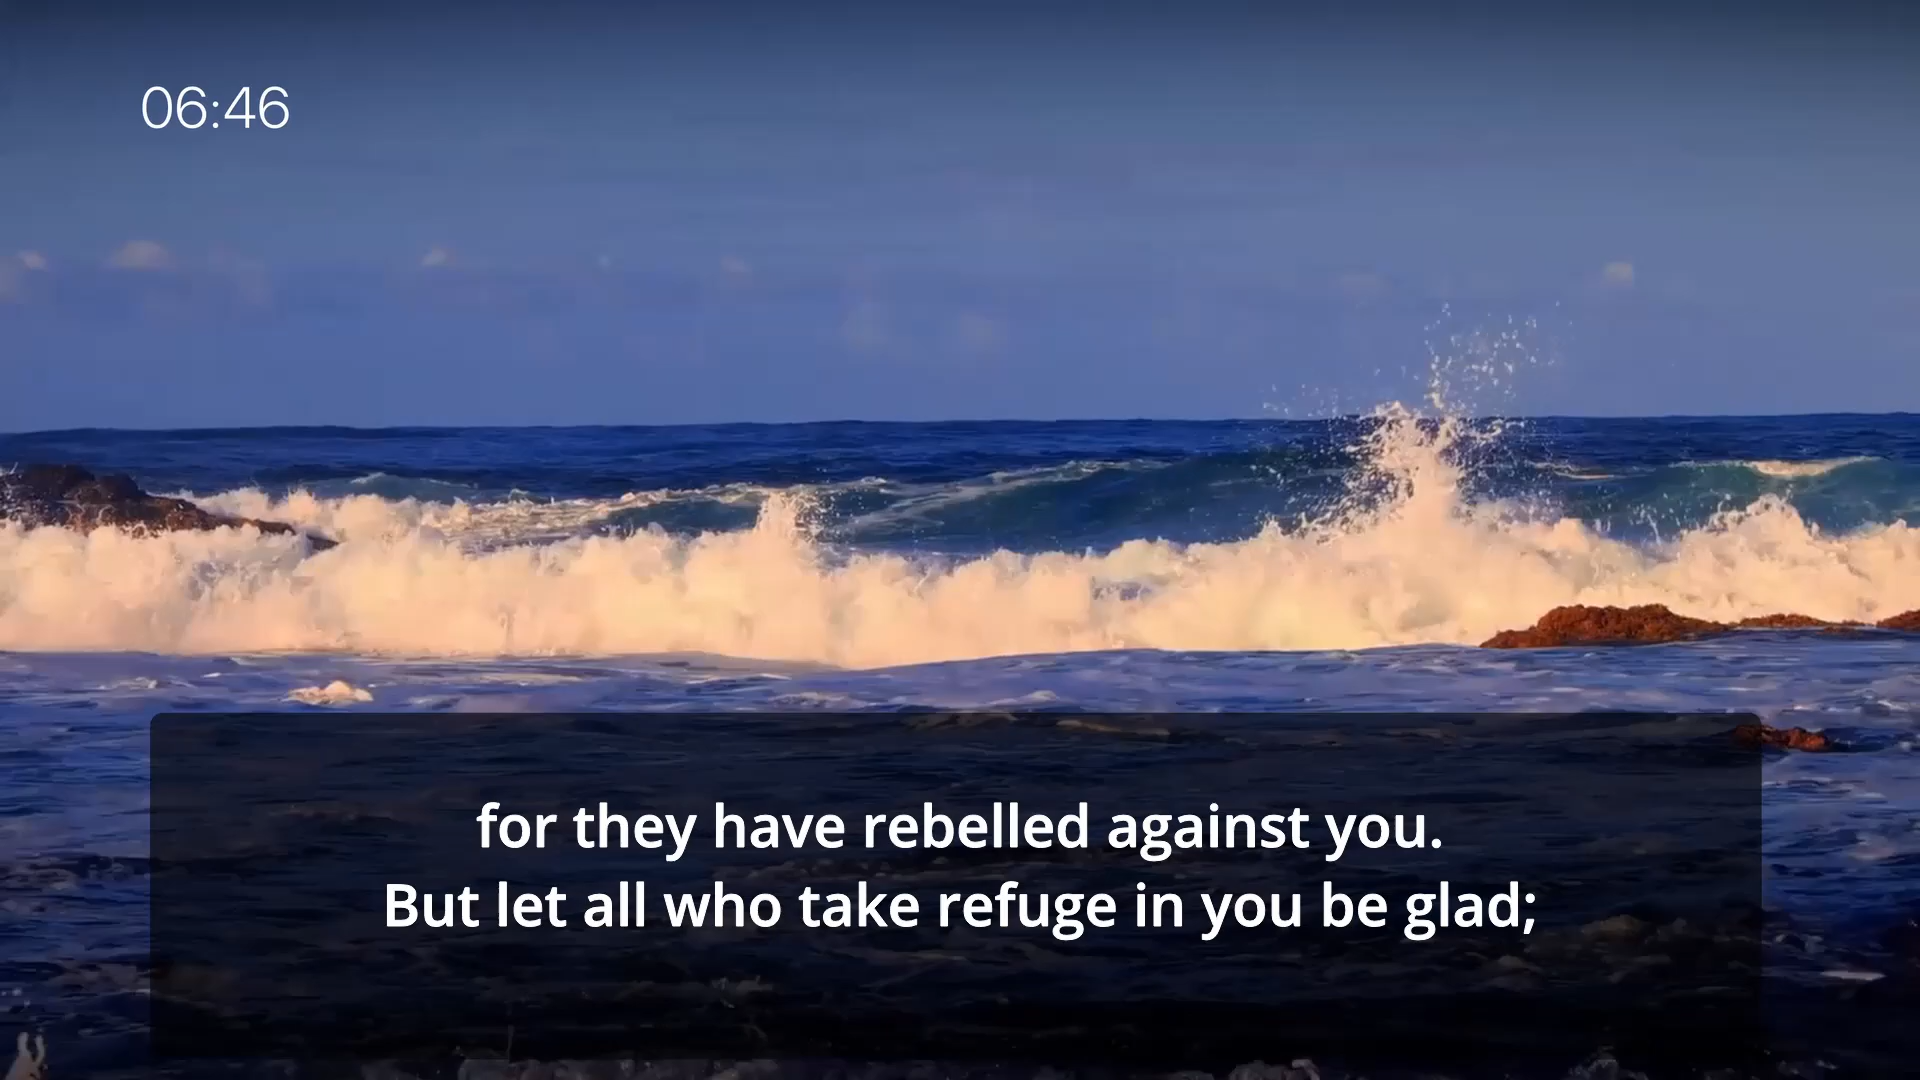 06:46
for they have rebelled against you.
But let all who take refuge in you be glad;